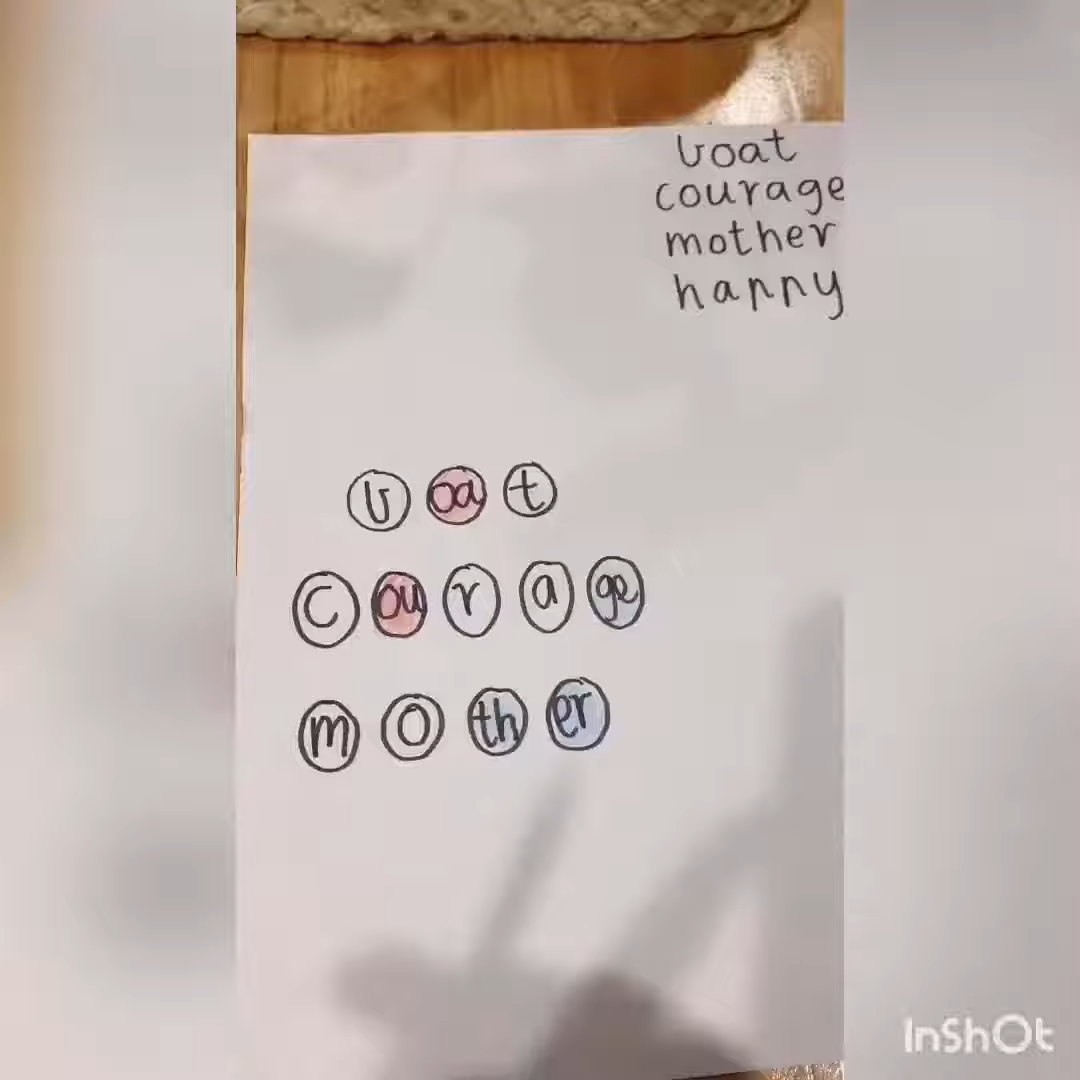 boat
courage
mother
happy
b oa t
c ou r a ge
m o th er
InShOt